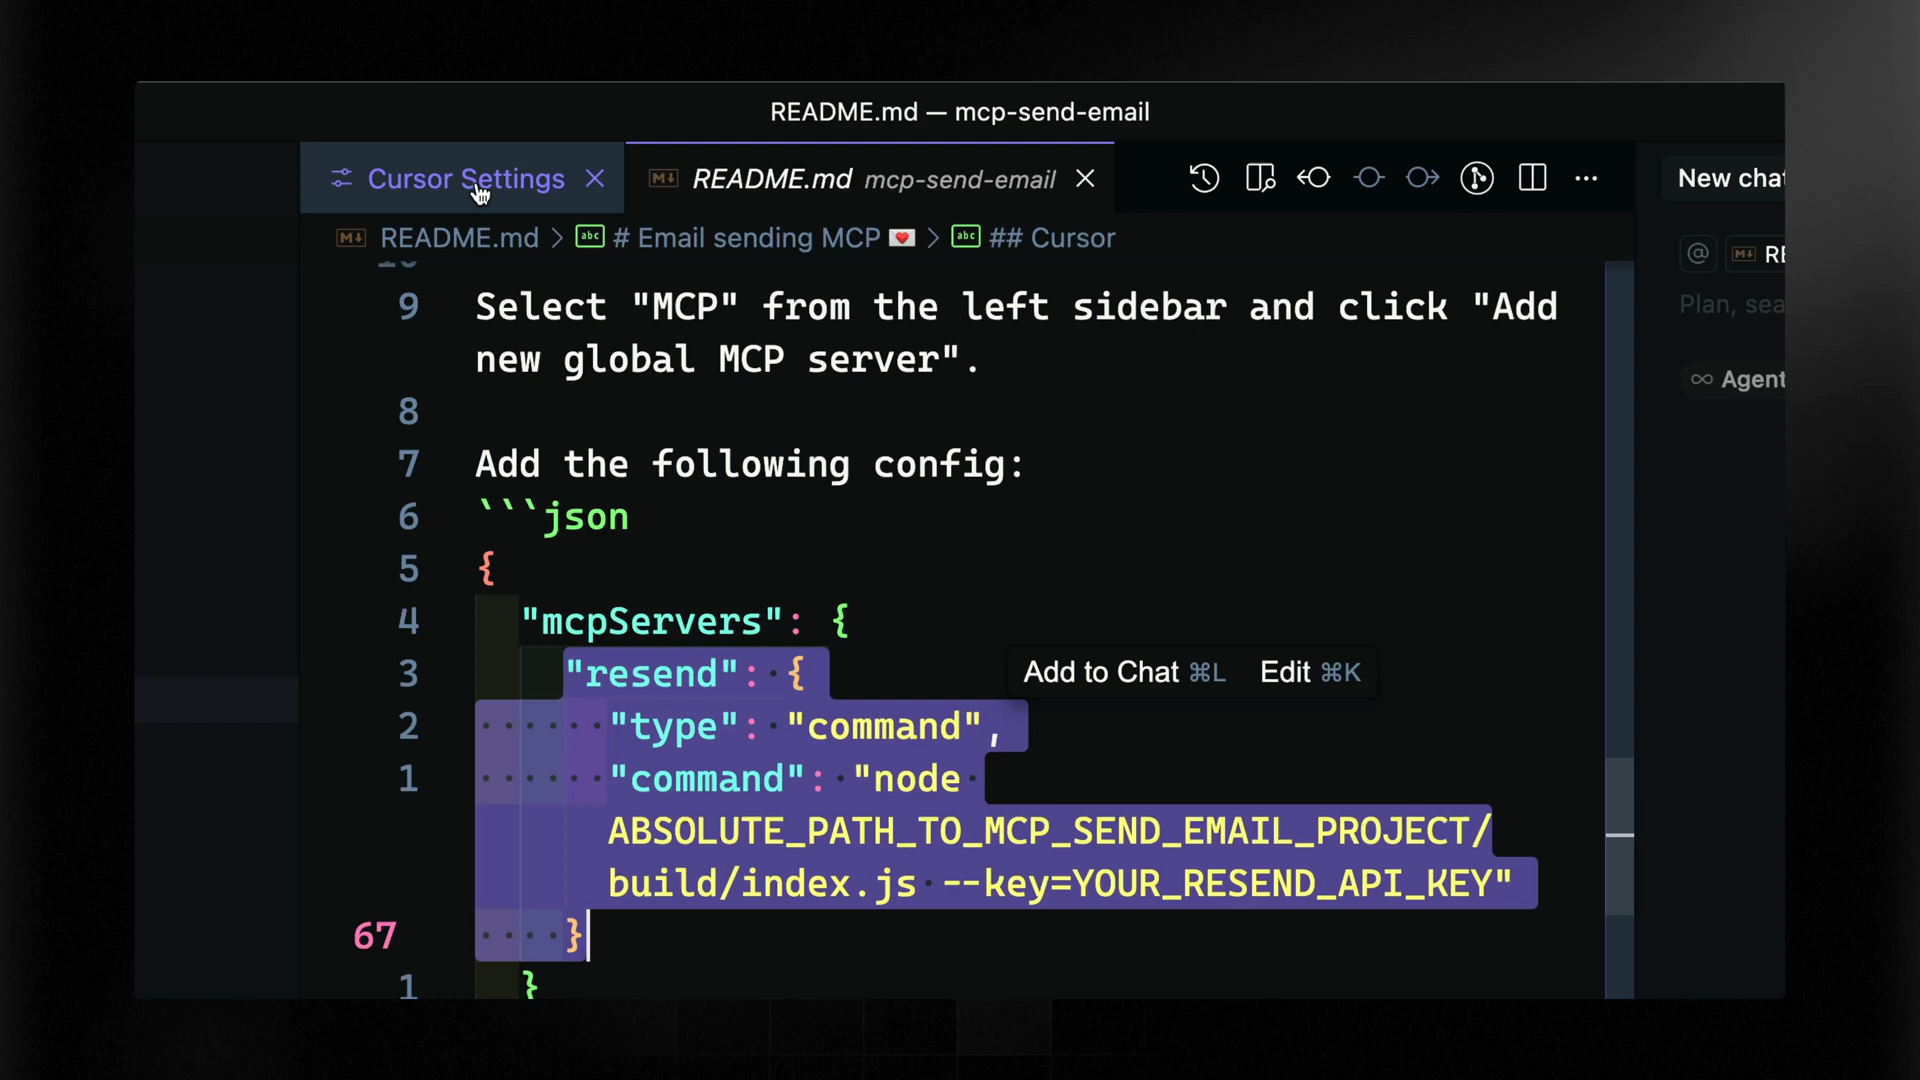 README.md — mcp-send-email
Cursor Settings
README.md mcp-send-email
New chat
README.md > # Email sending MCP 💌 > ## Cursor
@
Plan, sea
Agent
9 Select "MCP" from the left sidebar and click "Add
new global MCP server".
8
7 Add the following config:
6 ```json
5 {
4 "mcpServers": {
3 "resend": {
Add to Chat ⌘L Edit ⌘K
2 "type": "command",
1 "command": "node
ABSOLUTE_PATH_TO_MCP_SEND_EMAIL_PROJECT/
build/index.js --key=YOUR_RESEND_API_KEY"
67 }
1 }